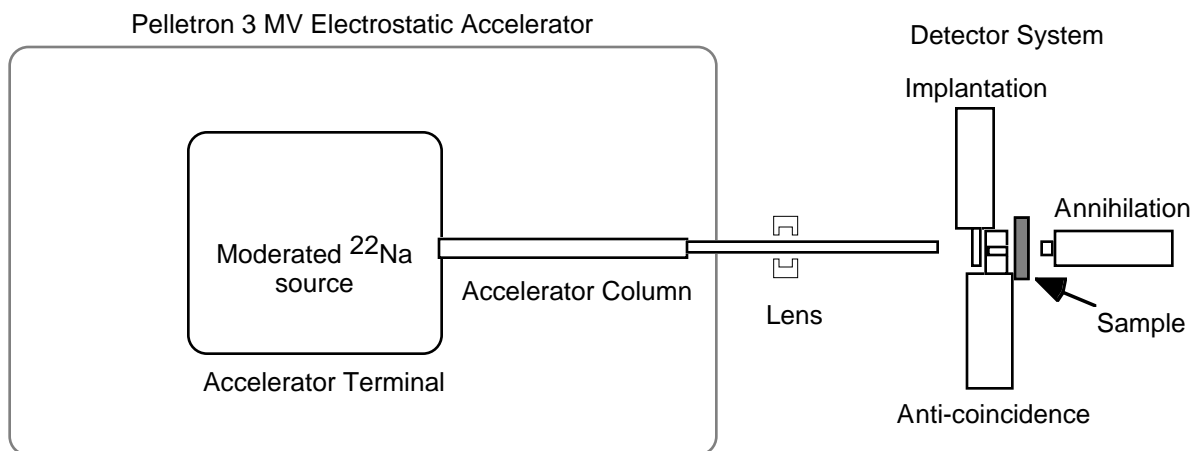 Pelletron 3 MV Electrostatic Accelerator
Detector System
Implantation
Annihilation
Moderated 22Na
source
Accelerator Column
Lens
Sample
Accelerator Terminal
Anti-coincidence